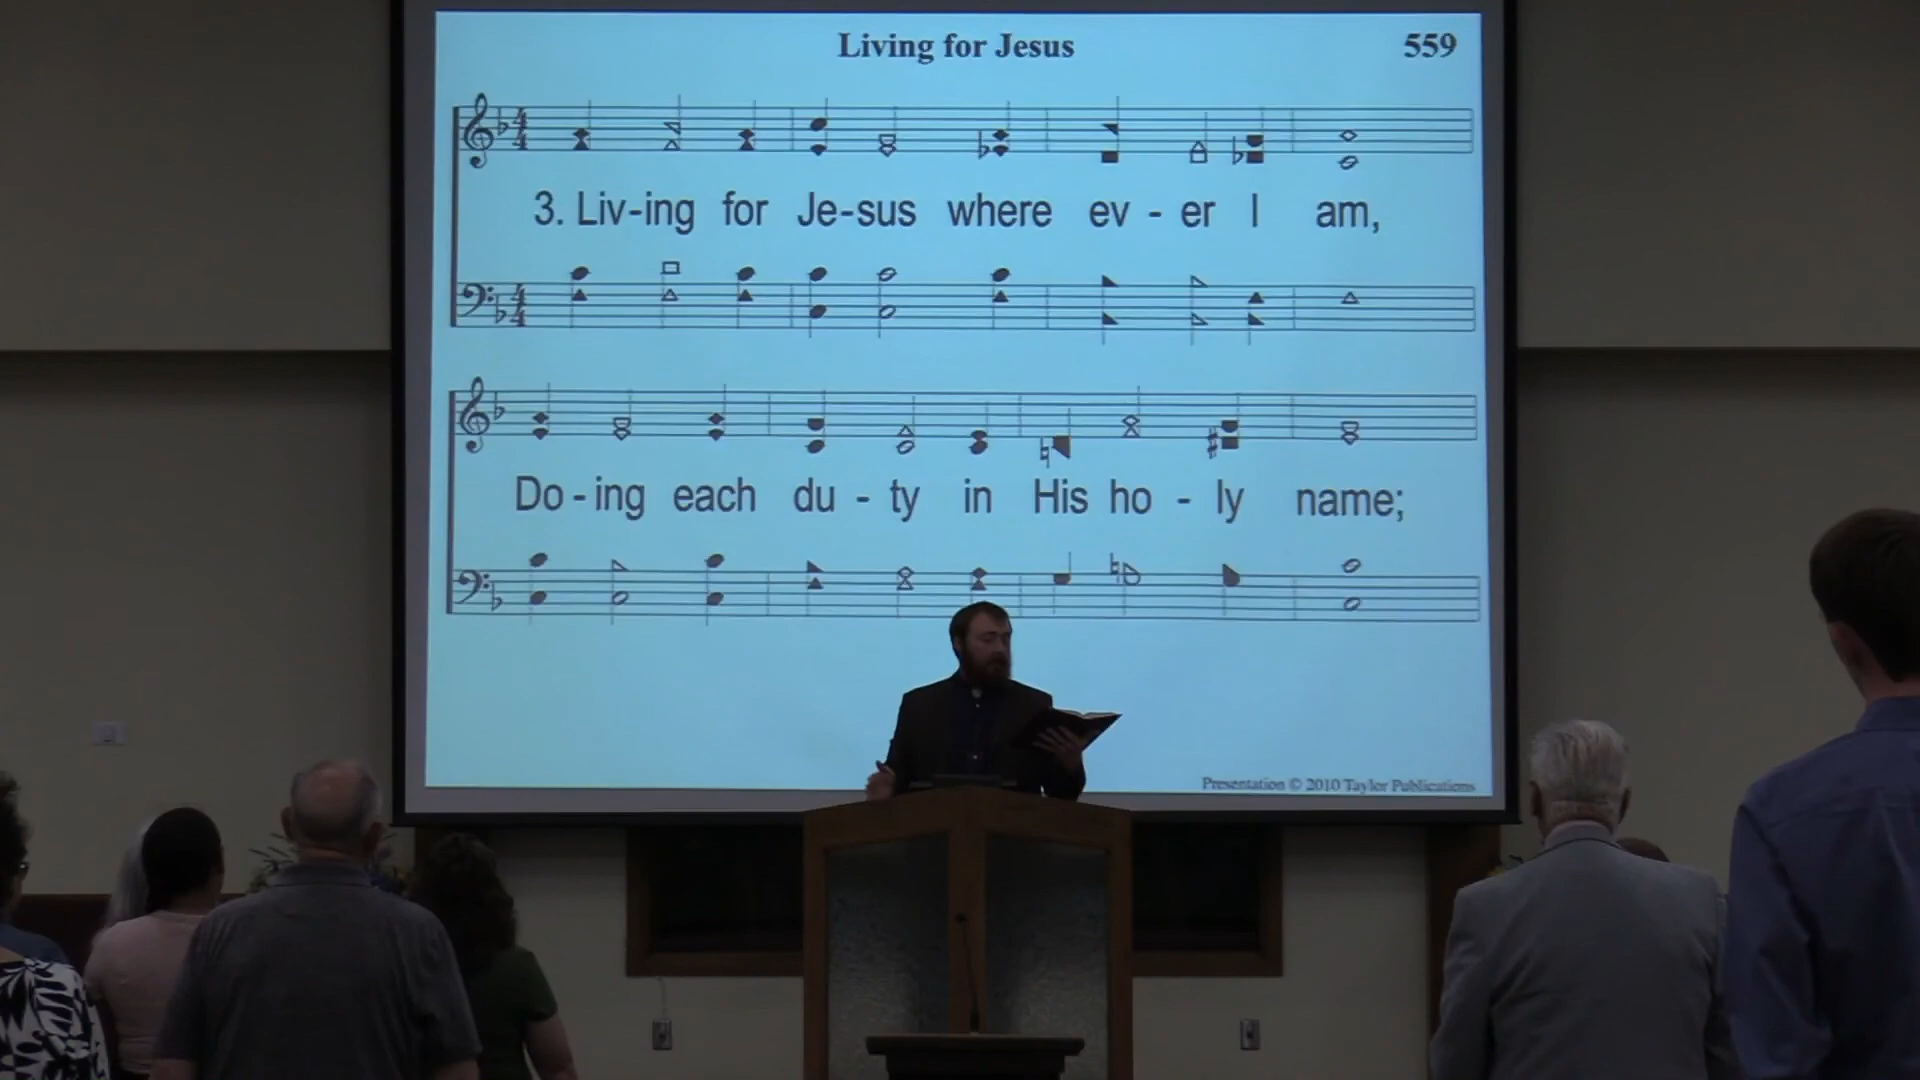 Living for Jesus 559
3. Liv-ing for Je-sus where ev - er I am,
Do - ing each du - ty in His ho - ly name;
Presentation © 2010 Taylor Publications